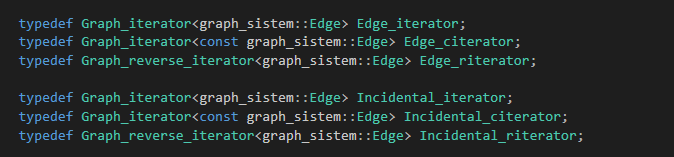 typedef Graph_iterator<graph_sistem::Edge> Edge_iterator;
typedef Graph_iterator<const graph_sistem::Edge> Edge_citerator;
typedef Graph_reverse_iterator<graph_sistem::Edge> Edge_riterator;
typedef Graph_iterator<graph_sistem::Edge> Incidental_iterator;
typedef Graph_iterator<const graph_sistem::Edge> Incidental_citerator;
typedef Graph_reverse_iterator<graph_sistem::Edge> Incidental_riterator;